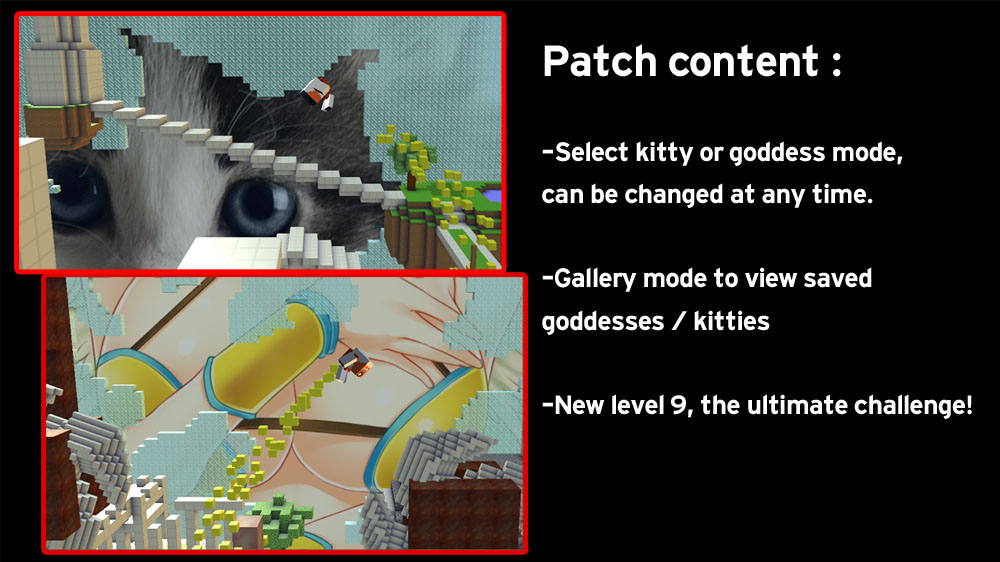 Patch content :
-Select kitty or goddess mode,
can be changed at any time.
-Gallery mode to view saved
goddesses / kitties
-New level 9, the ultimate challenge!